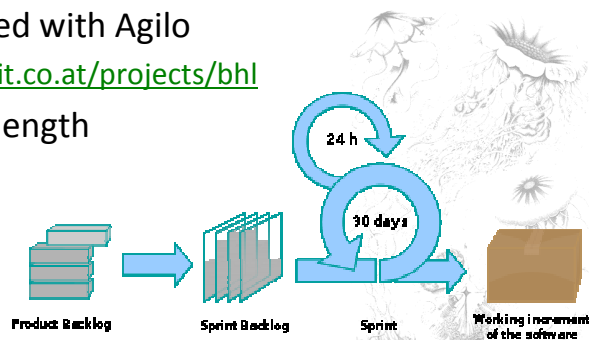 ed with Agilo
it.co.at/projects/bhl
ength
24 h
30 days
Product Backlog
Sprint Backlog
Sprint
Working increment
of the software